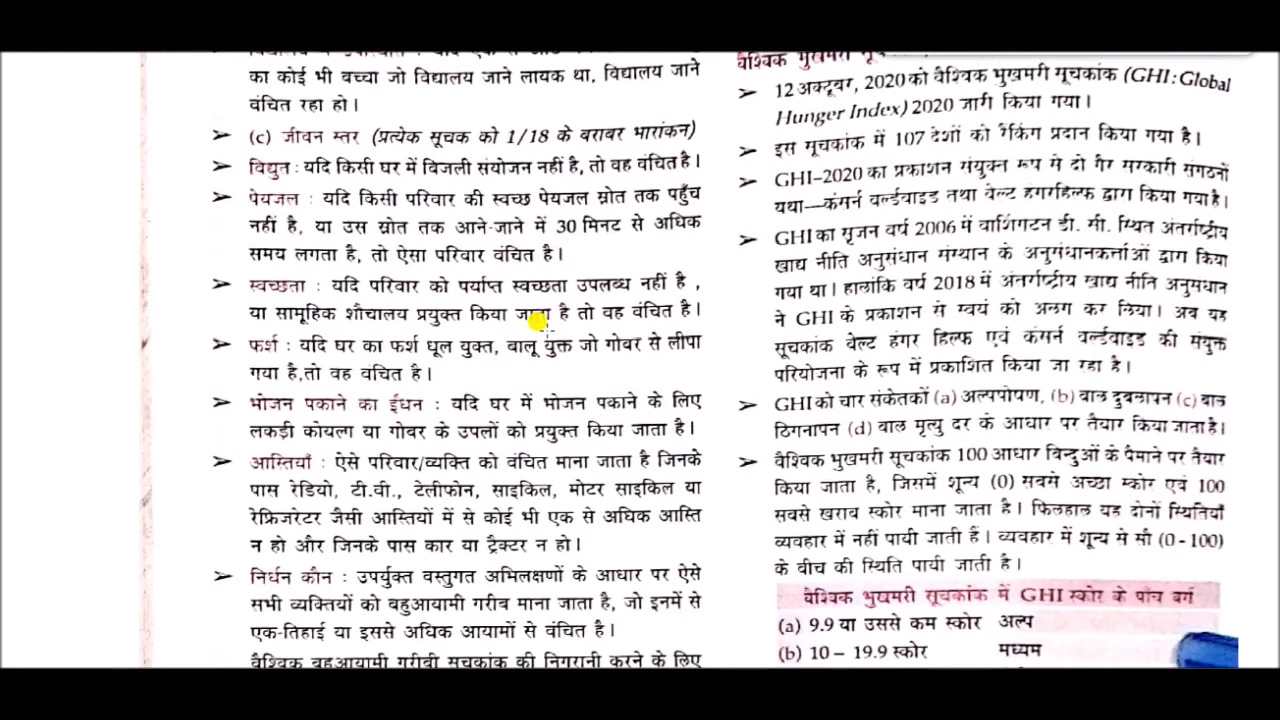 का कोई भी बच्चा जो विद्यालय जाने लायक था, विद्यालय जाने
वंचित रहा हो।
➤ (c) जीवन स्तर (प्रत्येक सूचक को 1/18 के बराबर भारांकन)
➤ विद्युत : यदि किसी घर में बिजली संयोजन नहीं है, तो वह वंचित है।
➤ पेयजल : यदि किसी परिवार की स्वच्छ पेयजल स्रोत तक पहुँच
नहीं है, या उस स्रोत तक आने-जाने में 30 मिनट से अधिक
समय लगता है, तो ऐसा परिवार वंचित है।
➤ स्वच्छता : यदि परिवार को पर्याप्त स्वच्छता उपलब्ध नहीं है ,
या सामूहिक शौचालय प्रयुक्त किया जाता है तो वह वंचित है।
➤ फर्श : यदि घर का फर्श धूल युक्त, बालू युक्त जो गोबर से लीपा
गया है,तो वह वचित है।
➤ भोजन पकाने का ईंधन : यदि घर में भोजन पकाने के लिए
लकड़ी कोयला या गोबर के उपलों को प्रयुक्त किया जाता है।
➤ आस्तियाँ : ऐसे परिवार/व्यक्ति को वंचित माना जाता है जिनके
पास रेडियो, टी.वी., टेलीफोन, साइकिल, मोटर साइकिल या
रेफ्रिजरेटर जैसी आस्तियों में से कोई भी एक से अधिक आस्ति
न हो और जिनके पास कार या ट्रैक्टर न हो।
➤ निर्धन कौन : उपर्युक्त वस्तुगत अभिलक्षणों के आधार पर ऐसे
सभी व्यक्तियों को बहुआयामी गरीब माना जाता है, जो इनमें से
एक-तिहाई या इससे अधिक आयामों से वंचित है।
वैश्विक बहुआयामी गरीबी सूचकांक की निगरानी करने के लिए
वैश्विक भुखमरी
➤ 12 अक्टूबर, 2020 को वैश्विक भुखमरी सूचकांक (GHI : Global
Hunger Index) 2020 जारी किया गया।
➤ इस सूचकांक में 107 देशों को रैंकिंग प्रदान किया गया है।
➤ GHI-2020 का प्रकाशन संयुक्त रूप से दो गैर सरकारी संगठनों
यथा—कंसर्न वर्ल्डवाइड तथा वेल्ट हंगरहिल्फ द्वारा किया गया है।
➤ GHI का सृजन वर्ष 2006 में वाशिंगटन डी. सी. स्थित अंतर्राष्ट्रीय
खाद्य नीति अनुसंधान संस्थान के अनुसंधानकर्त्ताओं द्वारा किया
गया था। हालांकि वर्ष 2018 में अंतर्राष्ट्रीय खाद्य नीति अनुसंधान
ने GHI के प्रकाशन से स्वयं को अलग कर लिया। अब यह
सूचकांक वेल्ट हंगर हिल्फ एवं कंसर्न वर्ल्डवाइड की संयुक्त
परियोजना के रूप में प्रकाशित किया जा रहा है।
➤ GHI को चार संकेतकों (a) अल्पपोषण, (b) बाल दुबलापन (c) बाल
ठिगनापन (d) बाल मृत्यु दर के आधार पर तैयार किया जाता है।
➤ वैश्विक भुखमरी सूचकांक 100 आधार बिन्दुओं के पैमाने पर तैयार
किया जाता है, जिसमें शून्य (0) सबसे अच्छा स्कोर एवं 100
सबसे खराब स्कोर माना जाता है। फिलहाल यह दोनों स्थितियाँ
व्यवहार में नहीं पायी जाती हैं। व्यवहार में शून्य से सौ (0 - 100)
के बीच की स्थिति पायी जाती है।
वैश्विक भुखमरी सूचकांक में GHI स्कोर के पाँच वर्ग
(a) 9.9 या उससे कम स्कोर अल्प
(b) 10 – 19.9 स्कोर मध्यम